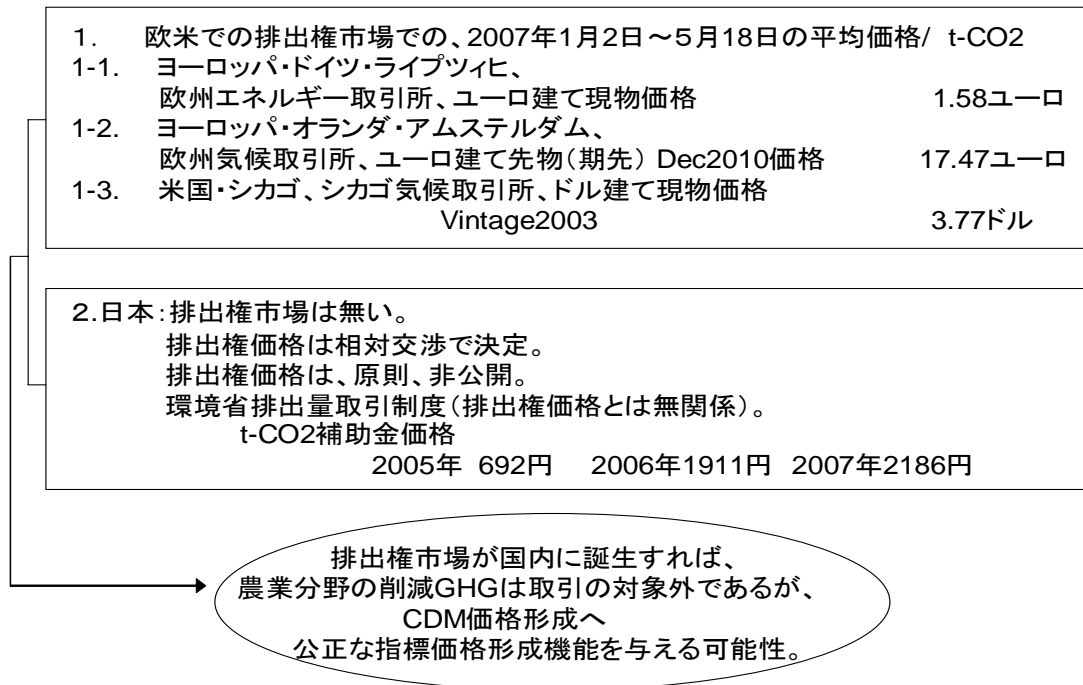 1.　欧米での排出権市場での、2007年1月2日～５月18日の平均価格/ t-CO2
1-1.　ヨーロッパ・ドイツ・ライプツィヒ、
欧州エネルギー取引所、ユーロ建て現物価格　1.58ユーロ
1-2.　ヨーロッパ・オランダ・アムステルダム、
欧州気候取引所、ユーロ建て先物（期先） Dec2010価格　17.47ユーロ
1-3.　米国・シカゴ、シカゴ気候取引所、ドル建て現物価格
Vintage2003　3.77ドル
２.日本：排出権市場は無い。
排出権価格は相対交渉で決定。
排出権価格は、原則、非公開。
環境省排出量取引制度（排出権価格とは無関係）。
t-CO2補助金価格
2005年 692円　2006年1911円　2007年2186円
排出権市場が国内に誕生すれば、
農業分野の削減GHGは取引の対象外であるが、
CDM価格形成へ
公正な指標価格形成機能を与える可能性。